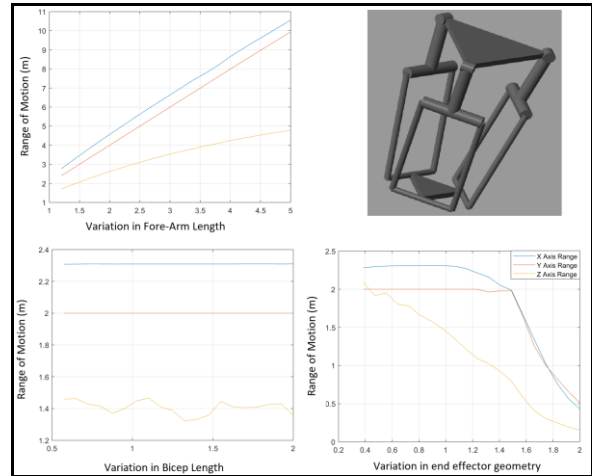 11
10
9
8
7
6
5
4
3
2
1
Range of Motion (m)
1 1.5 2 2.5 3 3.5 4 4.5 5
Variation in Fore-Arm Length
2.4
2.2
2
1.8
1.6
1.4
1.2
Range of Motion (m)
0.5 1 1.5 2
Variation in Bicep Length
2.5
2
1.5
1
0.5
0
Range of Motion (m)
X Axis Range
Y Axis Range
Z Axis Range
0.2 0.4 0.6 0.8 1 1.2 1.4 1.6 1.8 2
Variation in end effector geometry